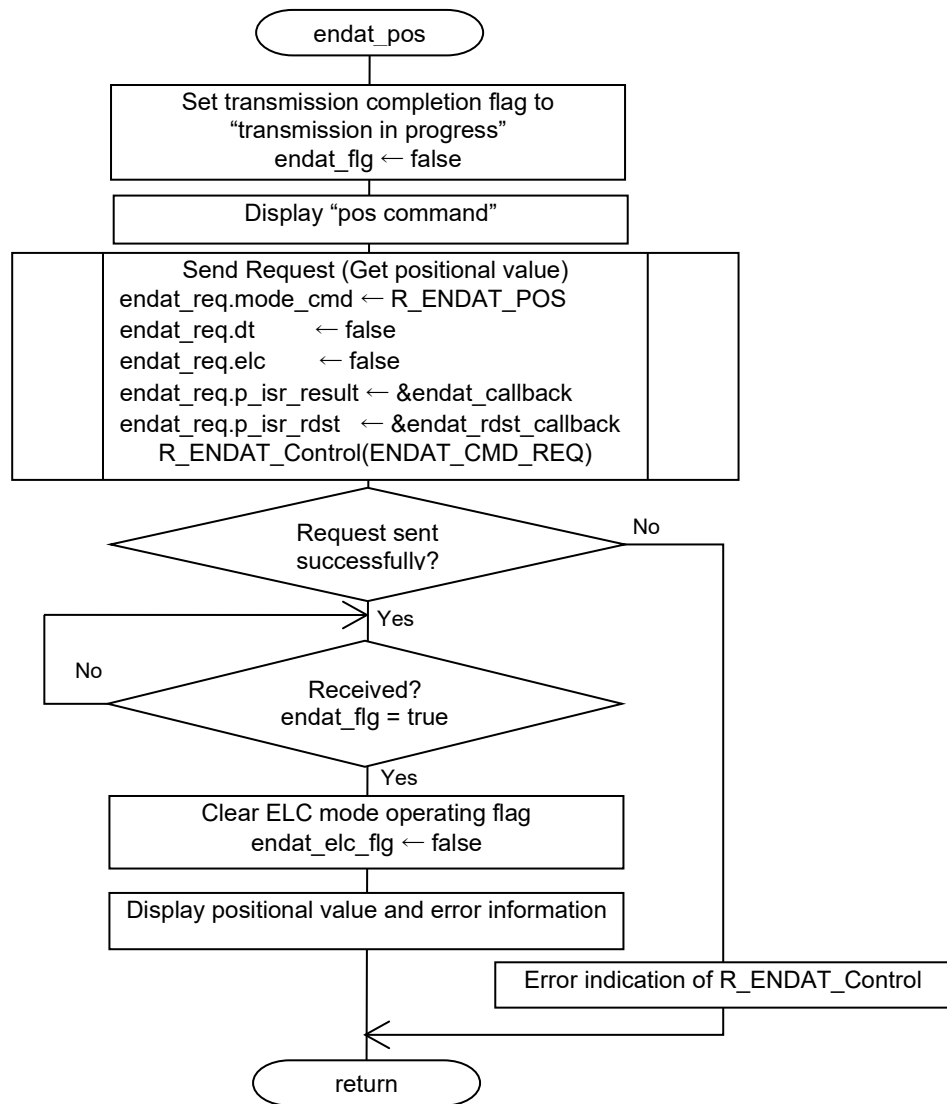 endat_pos
Set transmission completion flag to
“transmission in progress”
endat_flg ← false
Display “pos command”
Send Request (Get positional value)
endat_req.mode_cmd ← R_ENDAT_POS
endat_req.dt ← false
endat_req.elc ← false
endat_req.p_isr_result ← &endat_callback
endat_req.p_isr_rdst ← &endat_rdst_callback
R_ENDAT_Control(ENDAT_CMD_REQ)
Request sent
successfully?
No
Yes
No
Received?
endat_flg = true
Yes
Clear ELC mode operating flag
endat_elc_flg ← false
Display positional value and error information
Error indication of R_ENDAT_Control
return